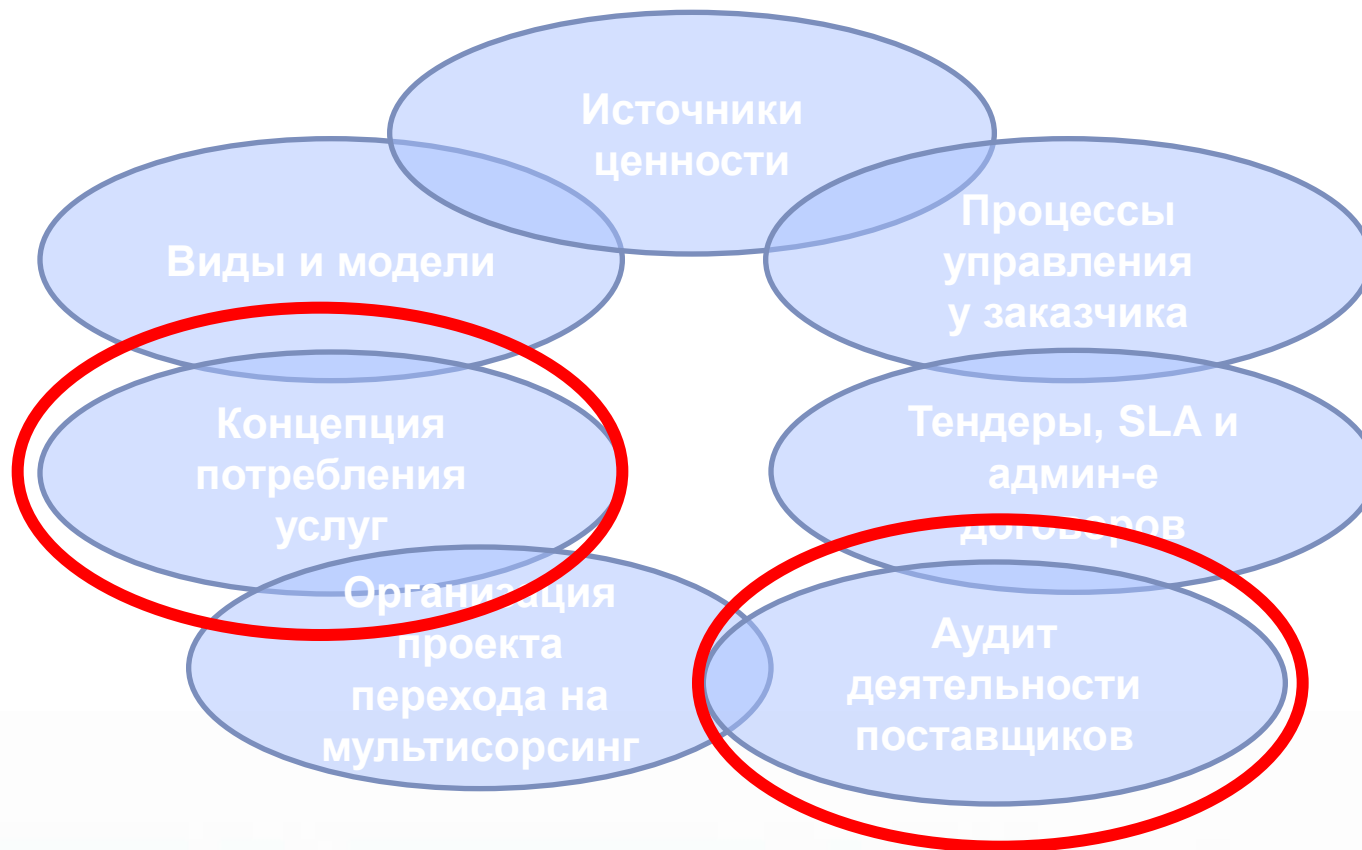 Источники
ценности
Виды и модели
Процессы
управления
у заказчика
Концепция
потребления
услуг
Тендеры, SLA и
админ-е
договоров
Организация
проекта
перехода на
мультисорсинг
Аудит
деятельности
поставщиков